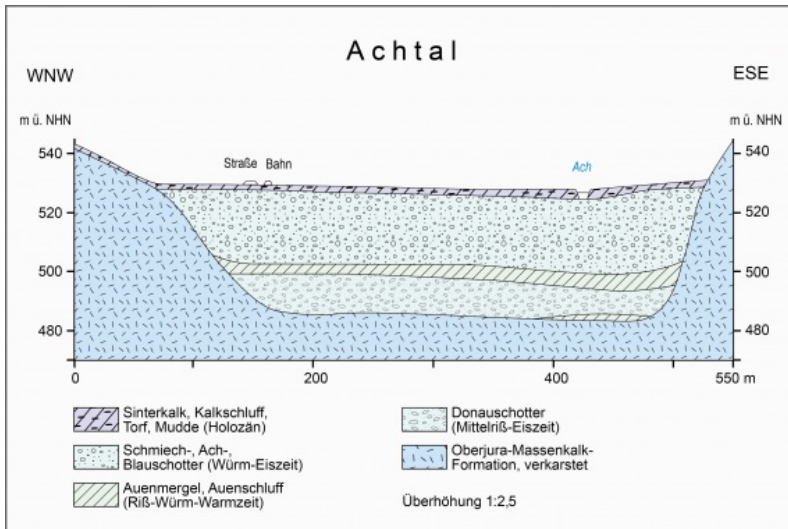 Achtal
WNW
ESE
m ü. NHN
m ü. NHN
540
Straße Bahn
Ach
540
520
520
500
500
480
480
0
200
400
550 m
Sinterkalk, Kalkschluff,
Torf, Mudde (Holozän)
Schmiech-, Ach-,
Blauschotter (Würm-Eiszeit)
Auenmergel, Auenschluff
(Riß-Würm-Warmzeit)
Donauschotter
(Mittelriß-Eiszeit)
Oberjura-Massenkalk-
Formation, verkarstet
Überhöhung 1:2,5